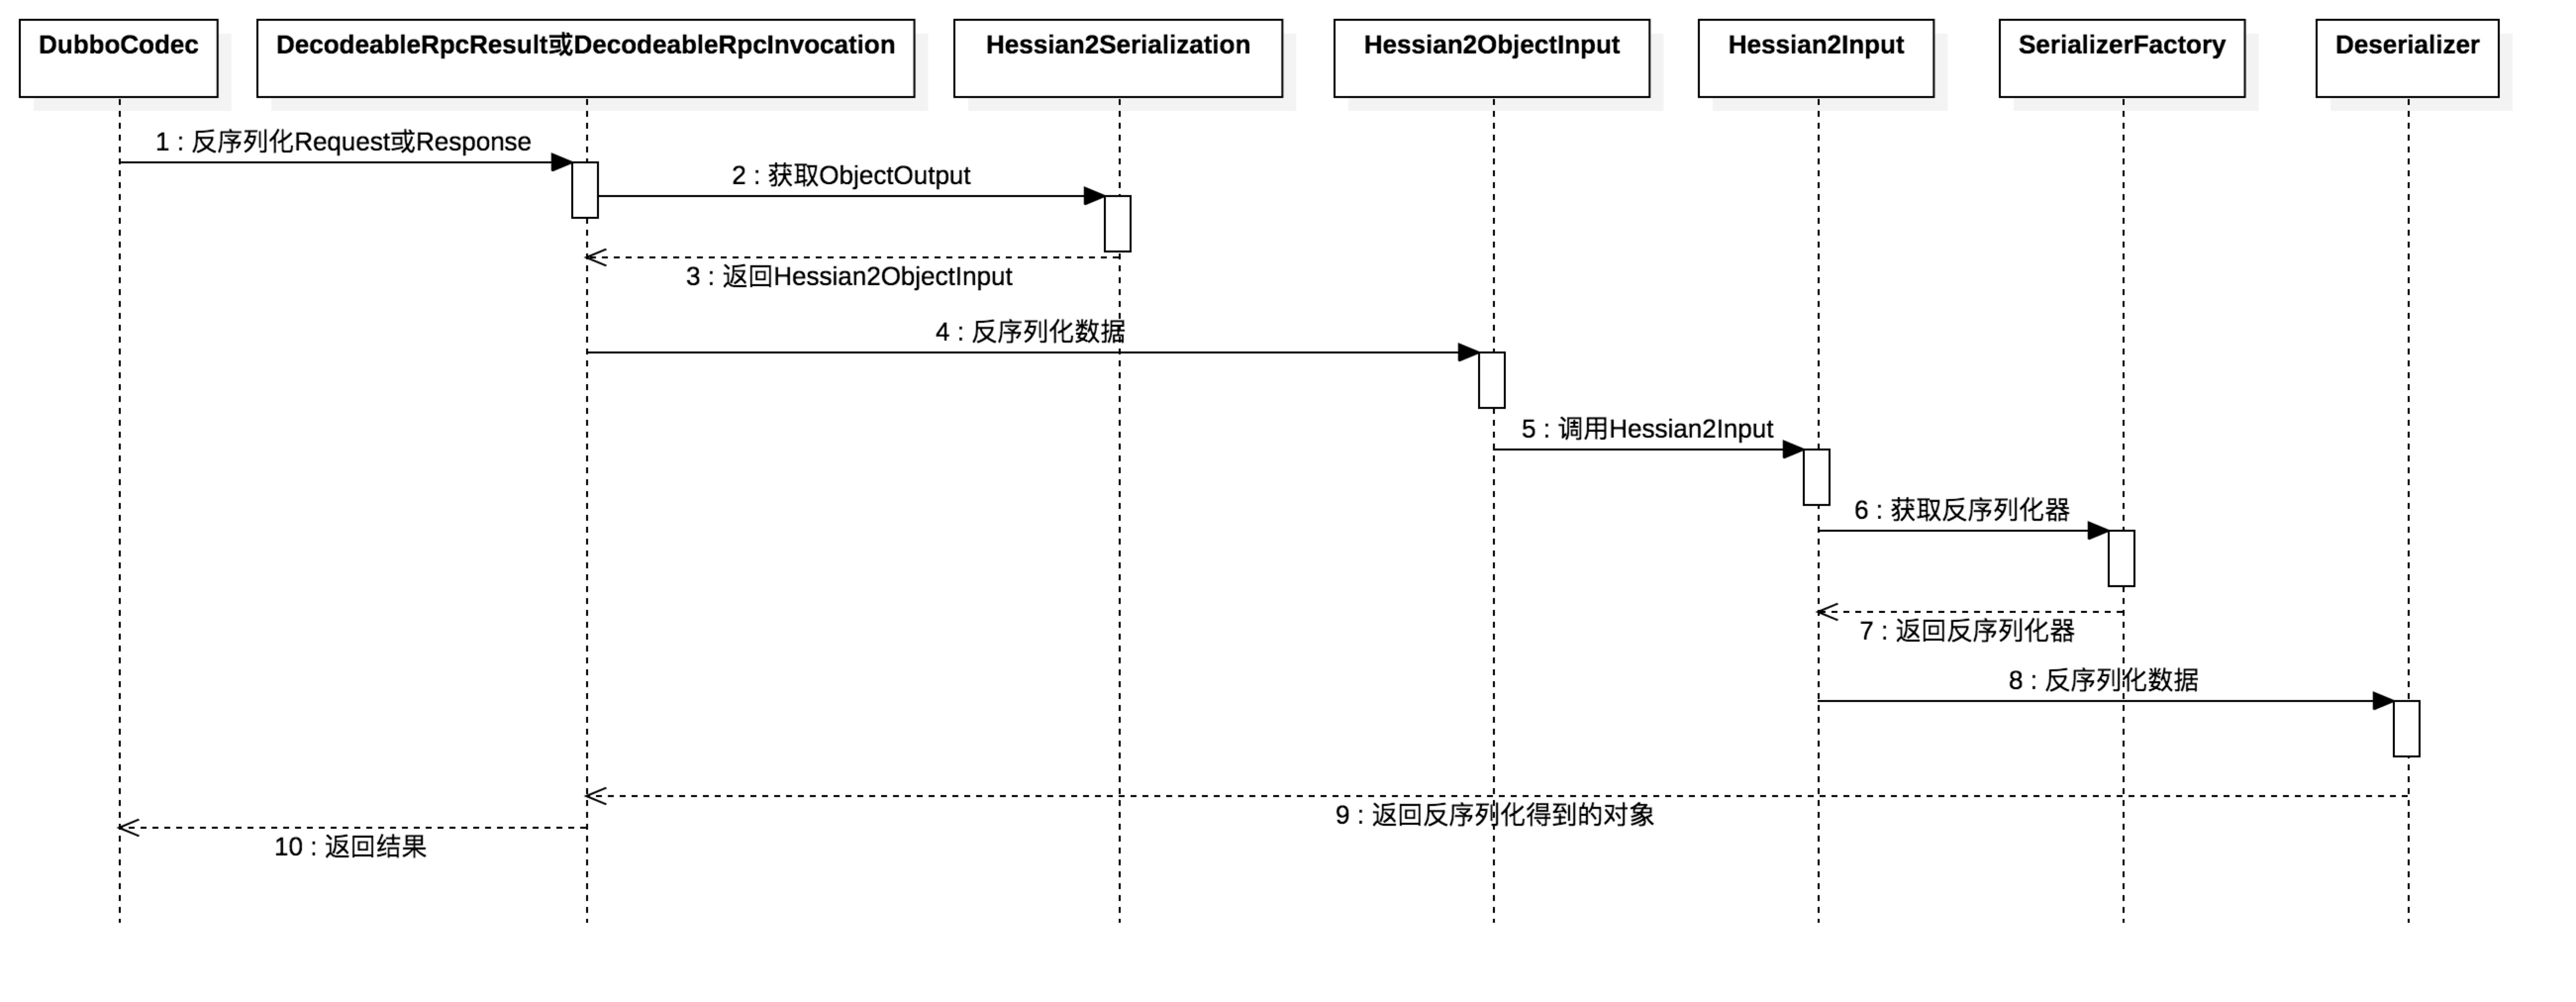 DubboCodec
DecodeableRpcResult或DecodeableRpcInvocation
Hessian2Serialization
Hessian2ObjectInput
Hessian2Input
SerializerFactory
Deserializer
1 : 反序列化Request或Response
2 : 获取ObjectOutput
3 : 返回Hessian2ObjectInput
4 : 反序列化数据
5 : 调用Hessian2Input
6 : 获取反序列化器
7 : 返回反序列化器
8 : 反序列化数据
9 : 返回反序列化得到的对象
10 : 返回结果